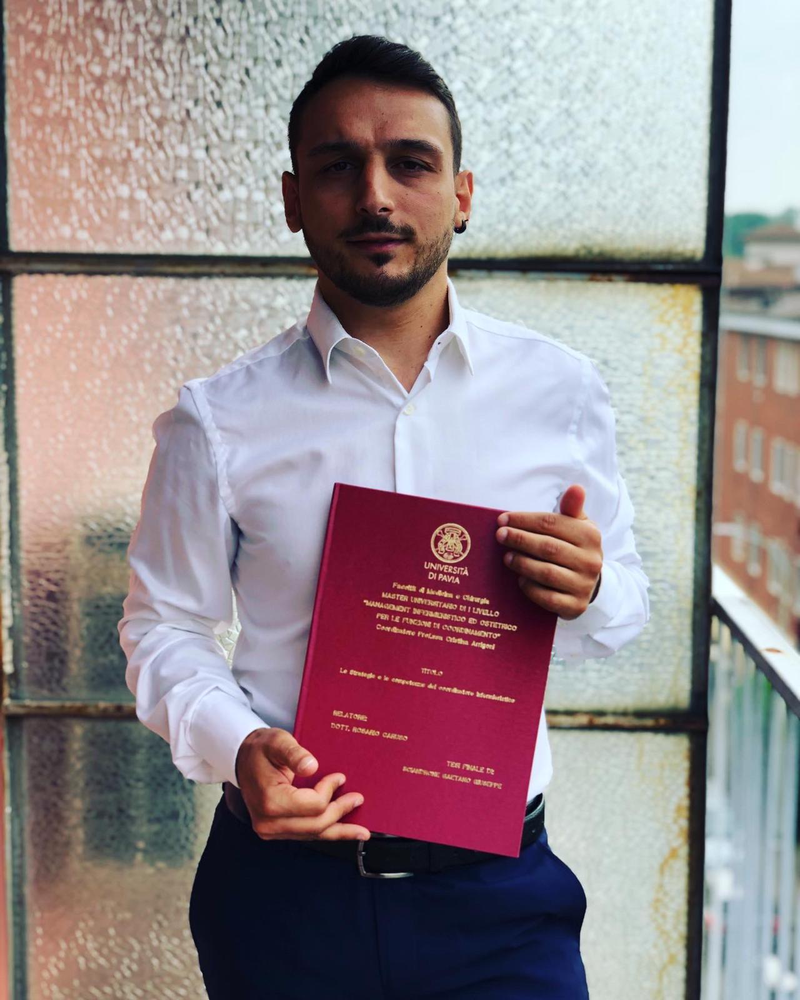 UNIVERSITÀ
DI PAVIA
Facoltà di Medicina e Chirurgia
MASTER UNIVERSITARIO DI I LIVELLO
"MANAGEMENT INFERMIERISTICO ED OSTETRICO
PER LE FUNZIONI DI COORDINAMENTO"
Coordinatore Prof.ssa Cristina Arrigoni
TITOLO
Le Strategie e le competenze del coordinatore infermieristico
RELATORE:
DOTT. ROSARIO CARUSO
TESI FINALE DI:
SCIANDRONE GAETANO GIUSEPPE